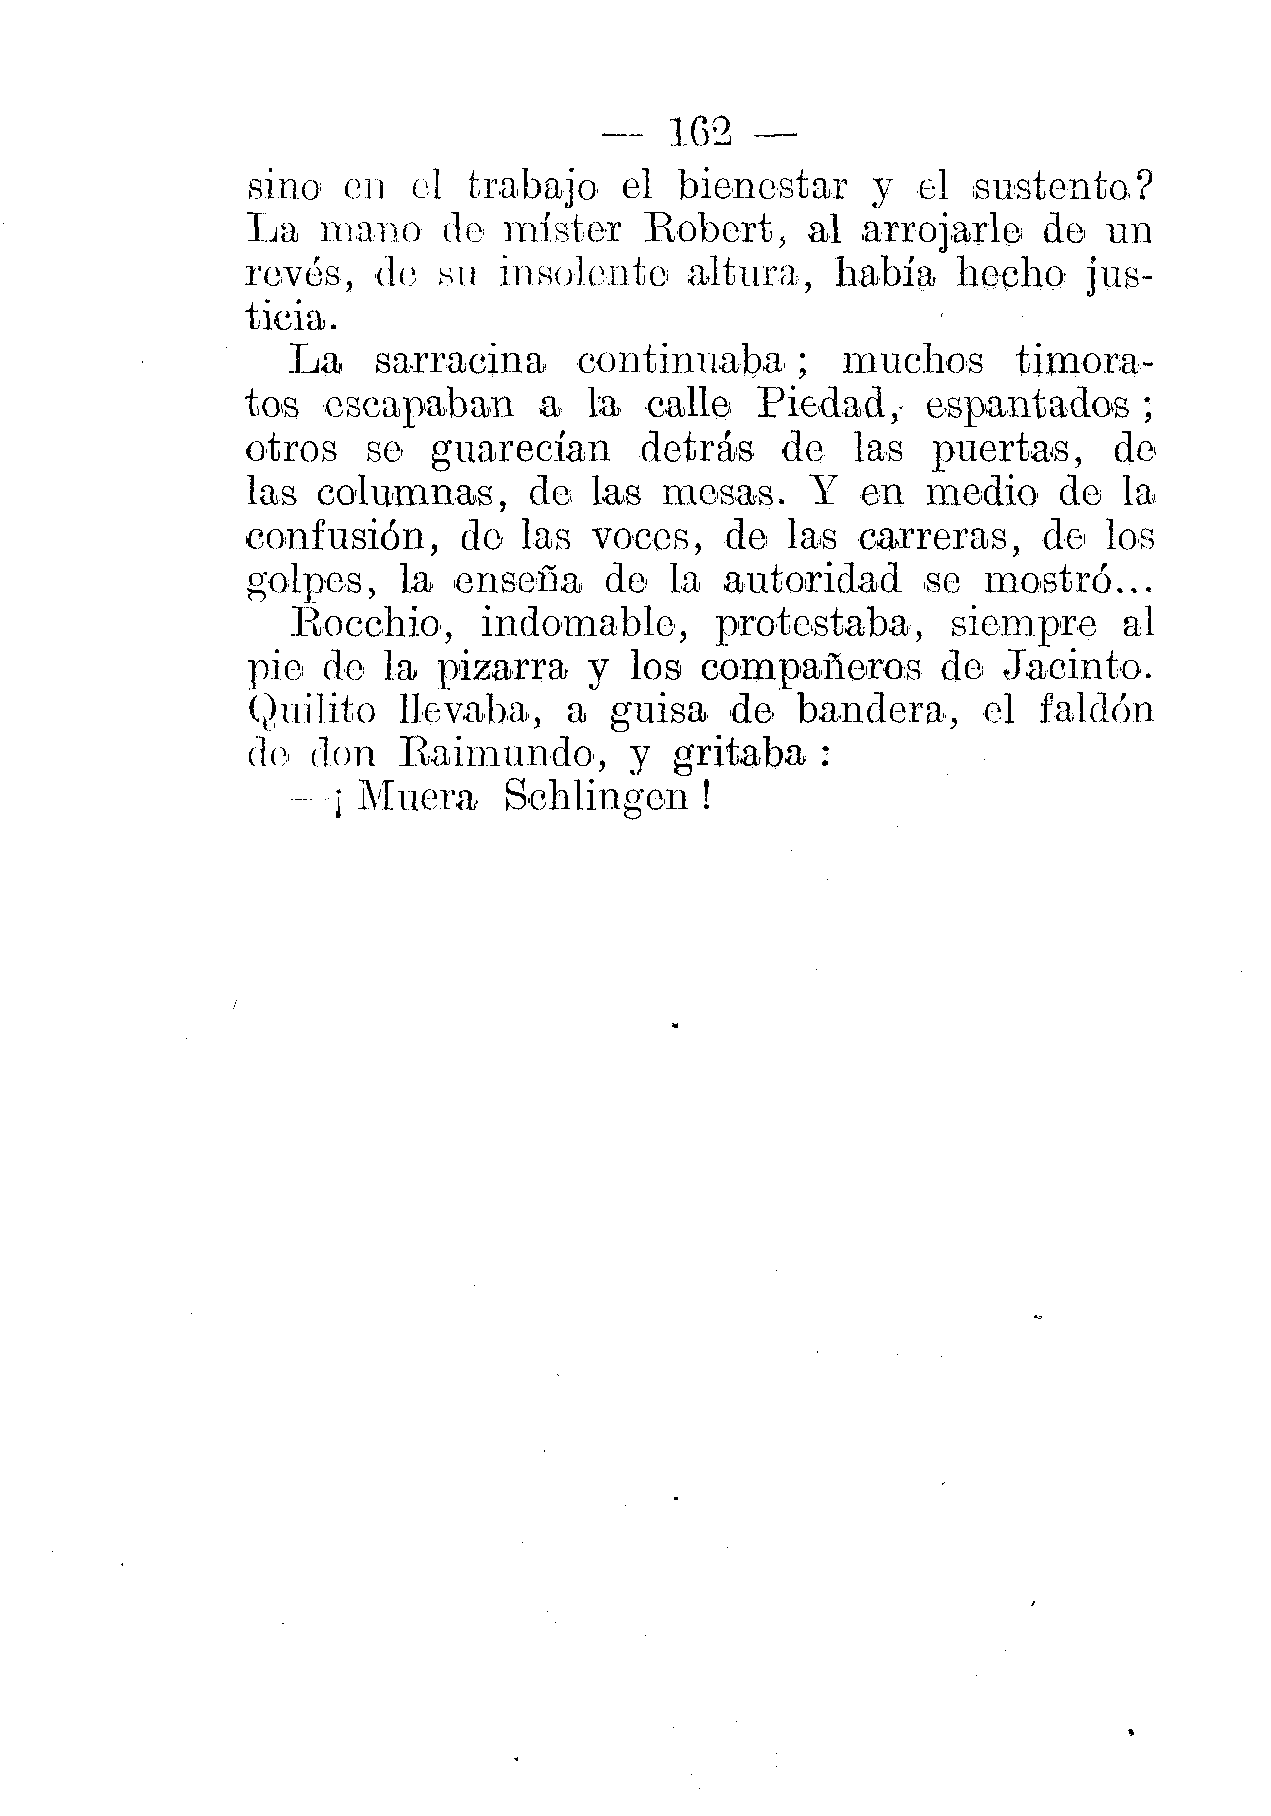 — 162 —
sino en el trabajo el bienestar y el sustento?
La mano de míster Robert, al arrojarle de un
revés, de su insolente altura, había hecho jus-
ticia.
La sarracina continuaba ; muchos timora-
tos escapaban a la calle Piedad, espantados ;
otros se guarecían detrás de las puertas, de
las columnas, de las mesas. Y en medio de la
confusión, de las voces, de las carreras, de los
golpes, la enseña de la autoridad se mostró...
Rocchio, indomable, protestaba, siempre al
pie de la pizarra y los compañeros de Jacinto.
Quilito llevaba, a guisa de bandera, el faldón
de don Raimundo, y gritaba :
—¡ Muera Schlingen !